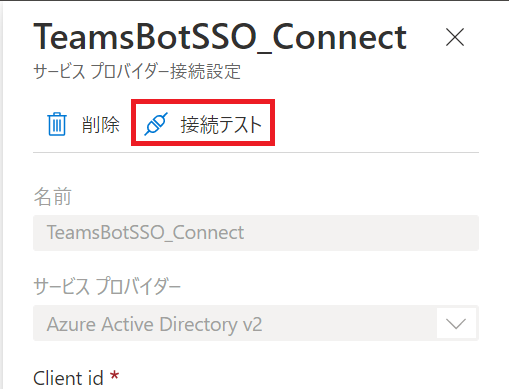 TeamsBotSSO_Connect
サービス プロバイダー接続設定
削除 接続テスト
名前
TeamsBotSSO_Connect
サービス プロバイダー
Azure Active Directory v2
Client id *